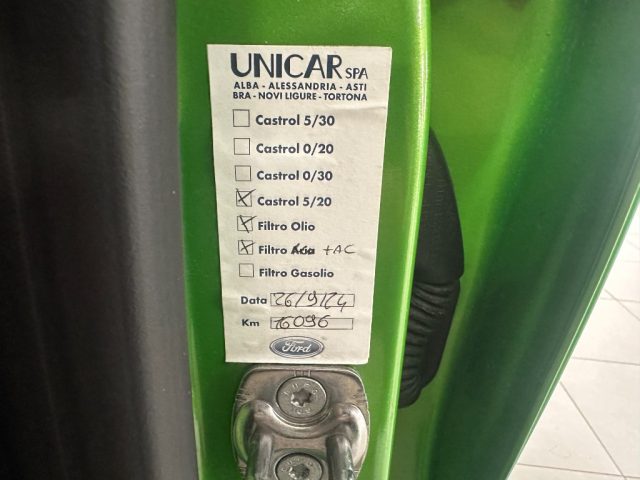 UNICAR SPA
ALBA - ALESSANDRIA - ASTI
BRA - NOVI LIGURE - TORTONA
Castrol 5/30
Castrol 0/20
Castrol 0/30
Castrol 5/20
Filtro Olio
Filtro Aria +AC
Filtro Gasolio
Data 26/9/24
Km 16096
Ford